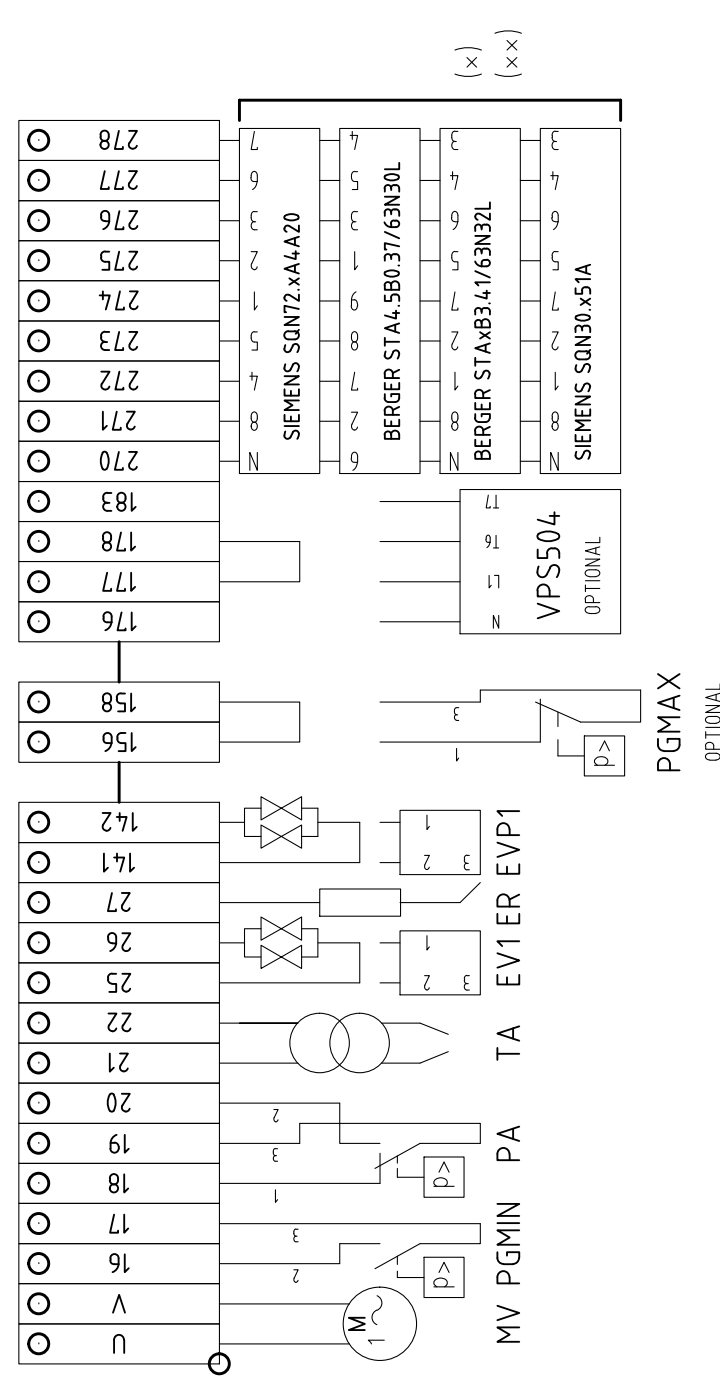 (x)
(xx)
278
277
276
275
274
273
272
271
270
183
178
177
176
158
156
142
141
27
26
25
22
21
20
19
18
17
16
V
U
7
6
3
2
1
5
4
8
N
SIEMENS SQN72.xA4A20
4
5
3
1
9
8
7
2
6
BERGER STA4.5B0.37/63N30L
3
4
6
5
7
2
1
8
N
BERGER STAxB3.41/63N32L
3
4
6
5
7
2
1
8
N
SIEMENS SQN30.x51A
T7
T6
L1
N
VPS504
OPTIONAL
3
1
p<
PGMAX
OPTIONAL
1
2
3
EVP1
ER
1
2
3
EV1
TA
2
3
1
p<
PA
3
2
p<
PGMIN
M
1~
MV